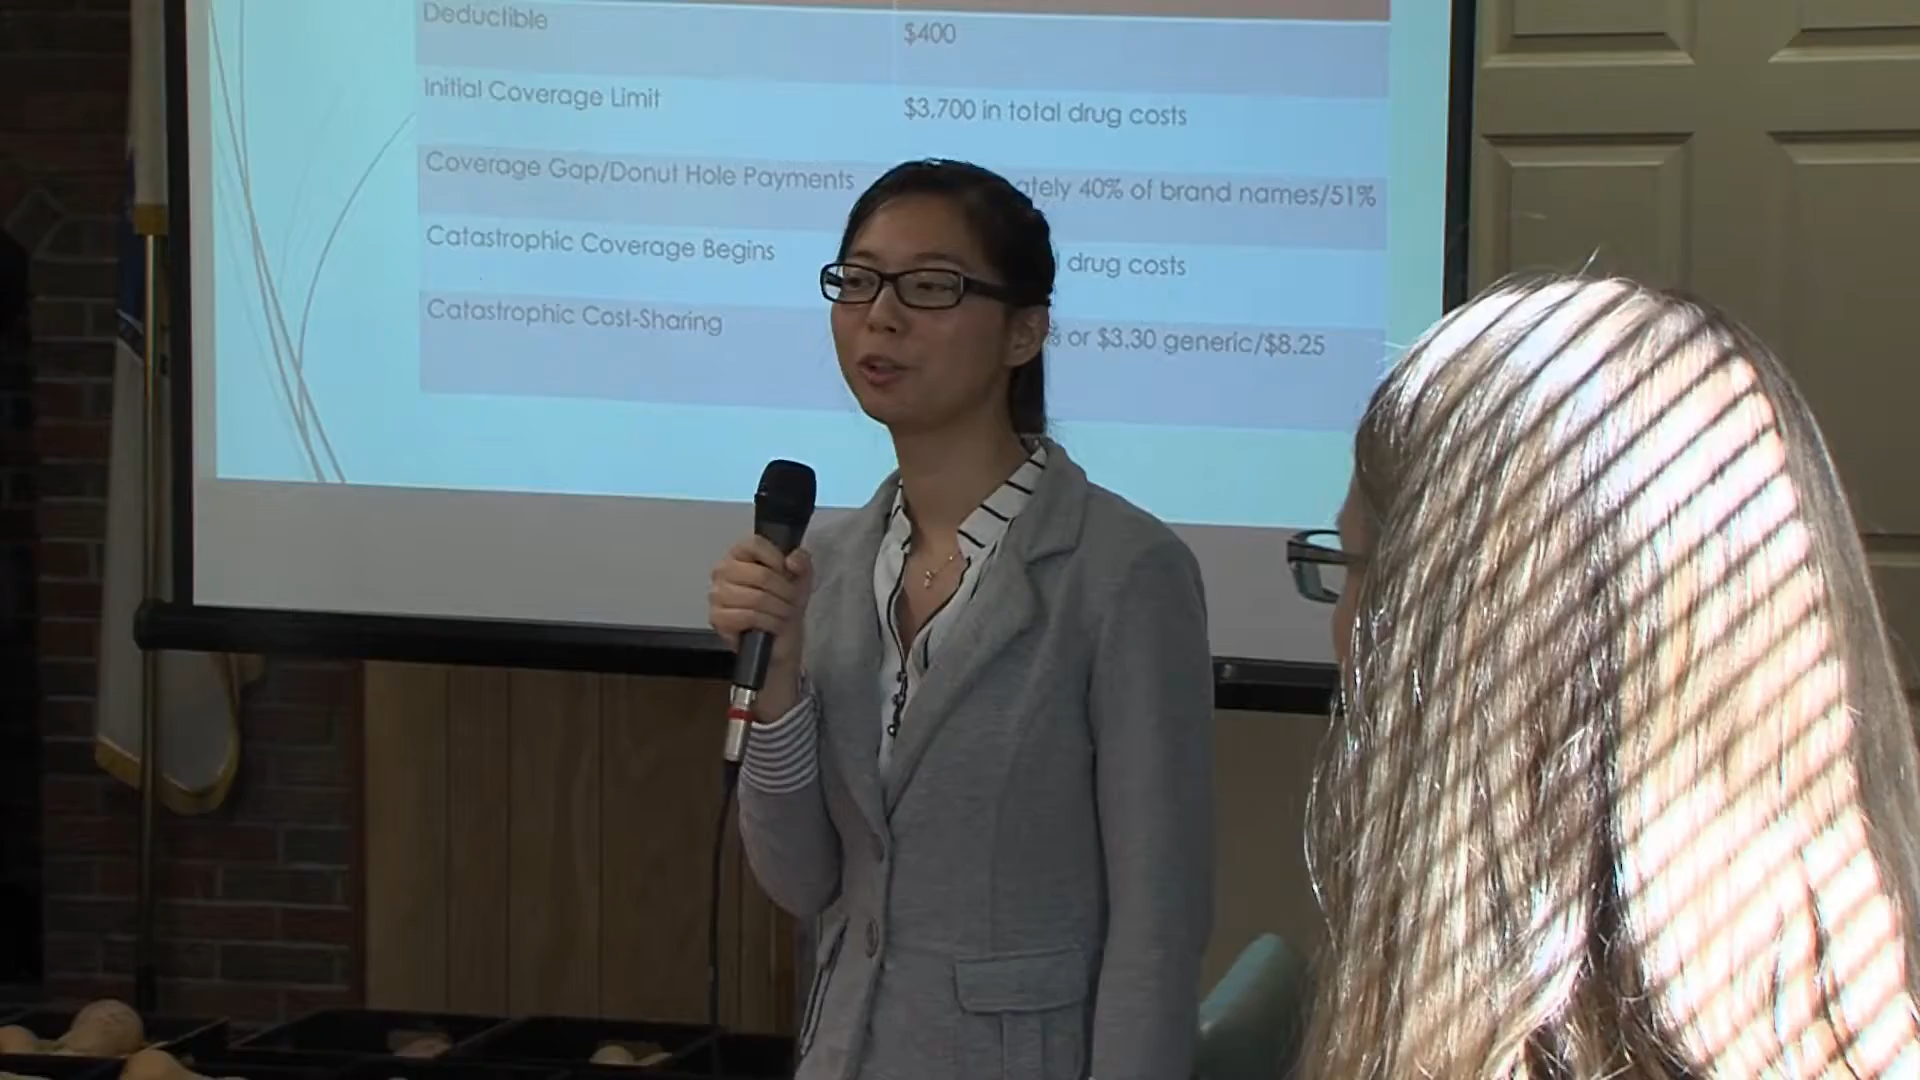 Deductible $400
Initial Coverage Limit $3,700 in total drug costs
Coverage Gap/Donut Hole Payments 40% of brand names/51%
Catastrophic Coverage Begins drug costs
Catastrophic Cost-Sharing or $3.30 generic/$8.25